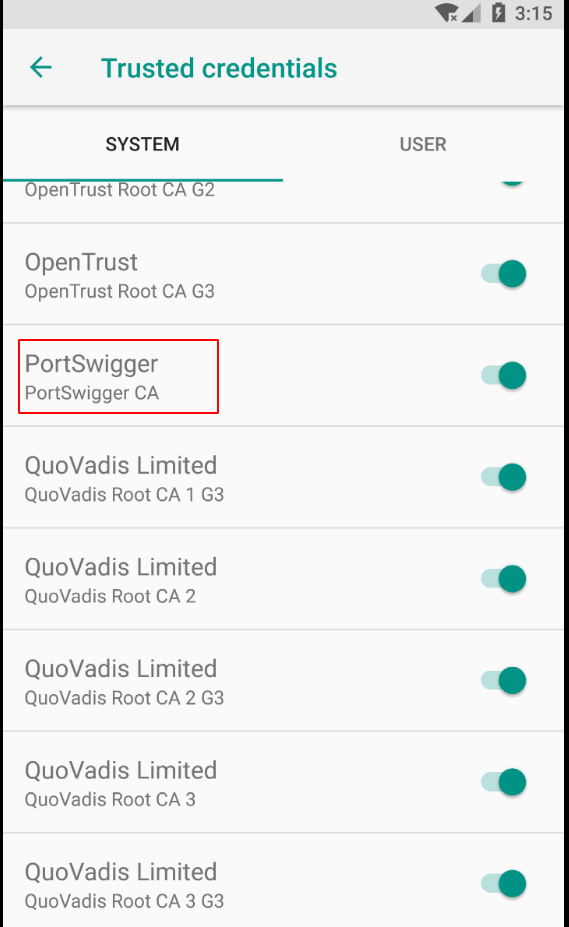 3:15
Trusted credentials
SYSTEM USER
OpenTrust Root CA G2
OpenTrust
OpenTrust Root CA G3
PortSwigger
PortSwigger CA
QuoVadis Limited
QuoVadis Root CA 1 G3
QuoVadis Limited
QuoVadis Root CA 2
QuoVadis Limited
QuoVadis Root CA 2 G3
QuoVadis Limited
QuoVadis Root CA 3
QuoVadis Limited
QuoVadis Root CA 3 G3